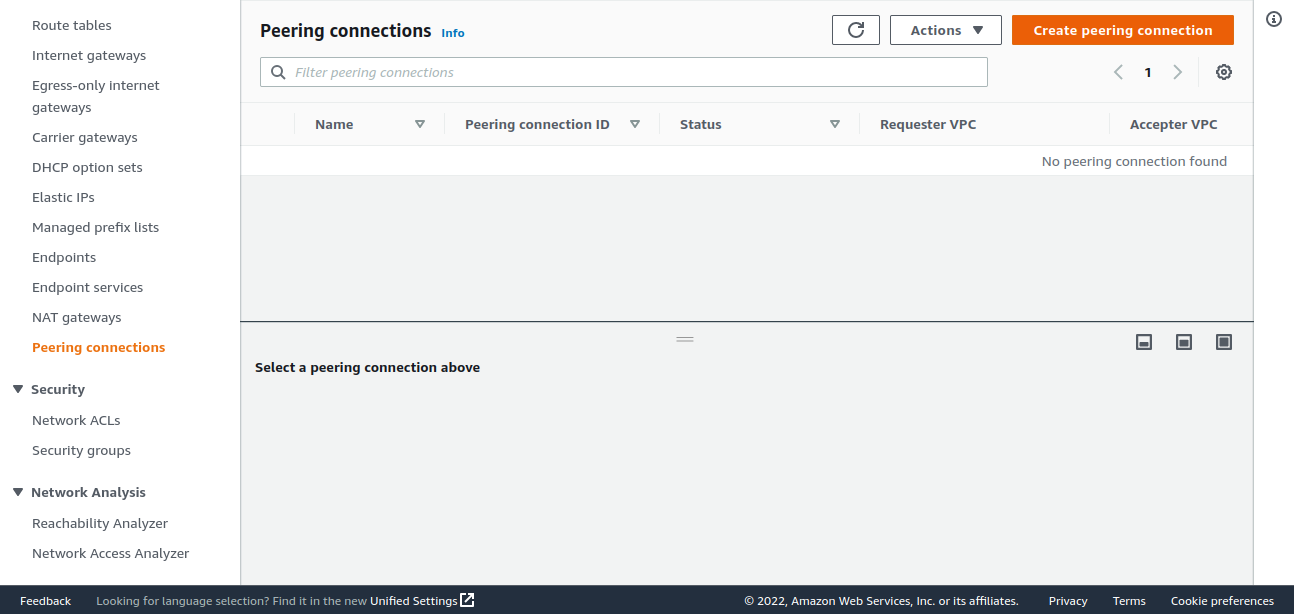 Route tables
Internet gateways
Egress-only internet
gateways
Carrier gateways
DHCP option sets
Elastic IPs
Managed prefix lists
Endpoints
Endpoint services
NAT gateways
Peering connections
Security
Network ACLs
Security groups
Network Analysis
Reachability Analyzer
Network Access Analyzer
Peering connections Info
Actions
Create peering connection
Filter peering connections
1
Name Peering connection ID Status Requester VPC Accepter VPC
No peering connection found
Select a peering connection above
Feedback Looking for language selection? Find it in the new Unified Settings © 2022, Amazon Web Services, Inc. or its affiliates. Privacy Terms Cookie preferences